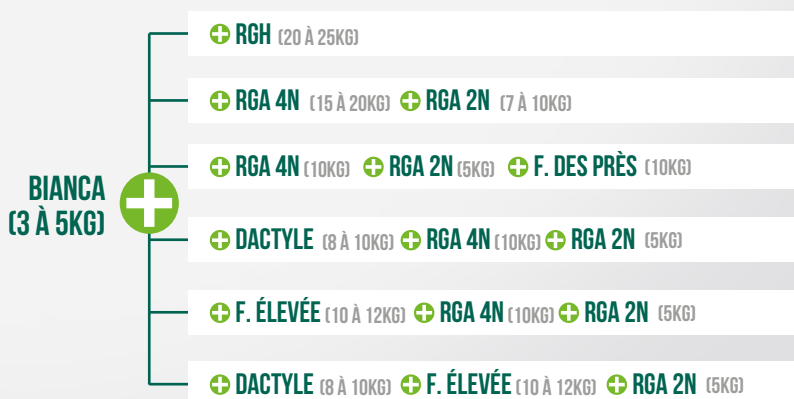 BIANCA
(3 À 5KG)
RGH (20 À 25KG)
RGA 4N (15 À 20KG) RGA 2N (7 À 10KG)
RGA 4N (10KG) RGA 2N (5KG) F. DES PRÈS (10KG)
DACTYLE (8 À 10KG) RGA 4N (10KG) RGA 2N (5KG)
F. ÉLEVÉE (10 À 12KG) RGA 4N (10KG) RGA 2N (5KG)
DACTYLE (8 À 10KG) F. ÉLEVÉE (10 À 12KG) RGA 2N (5KG)